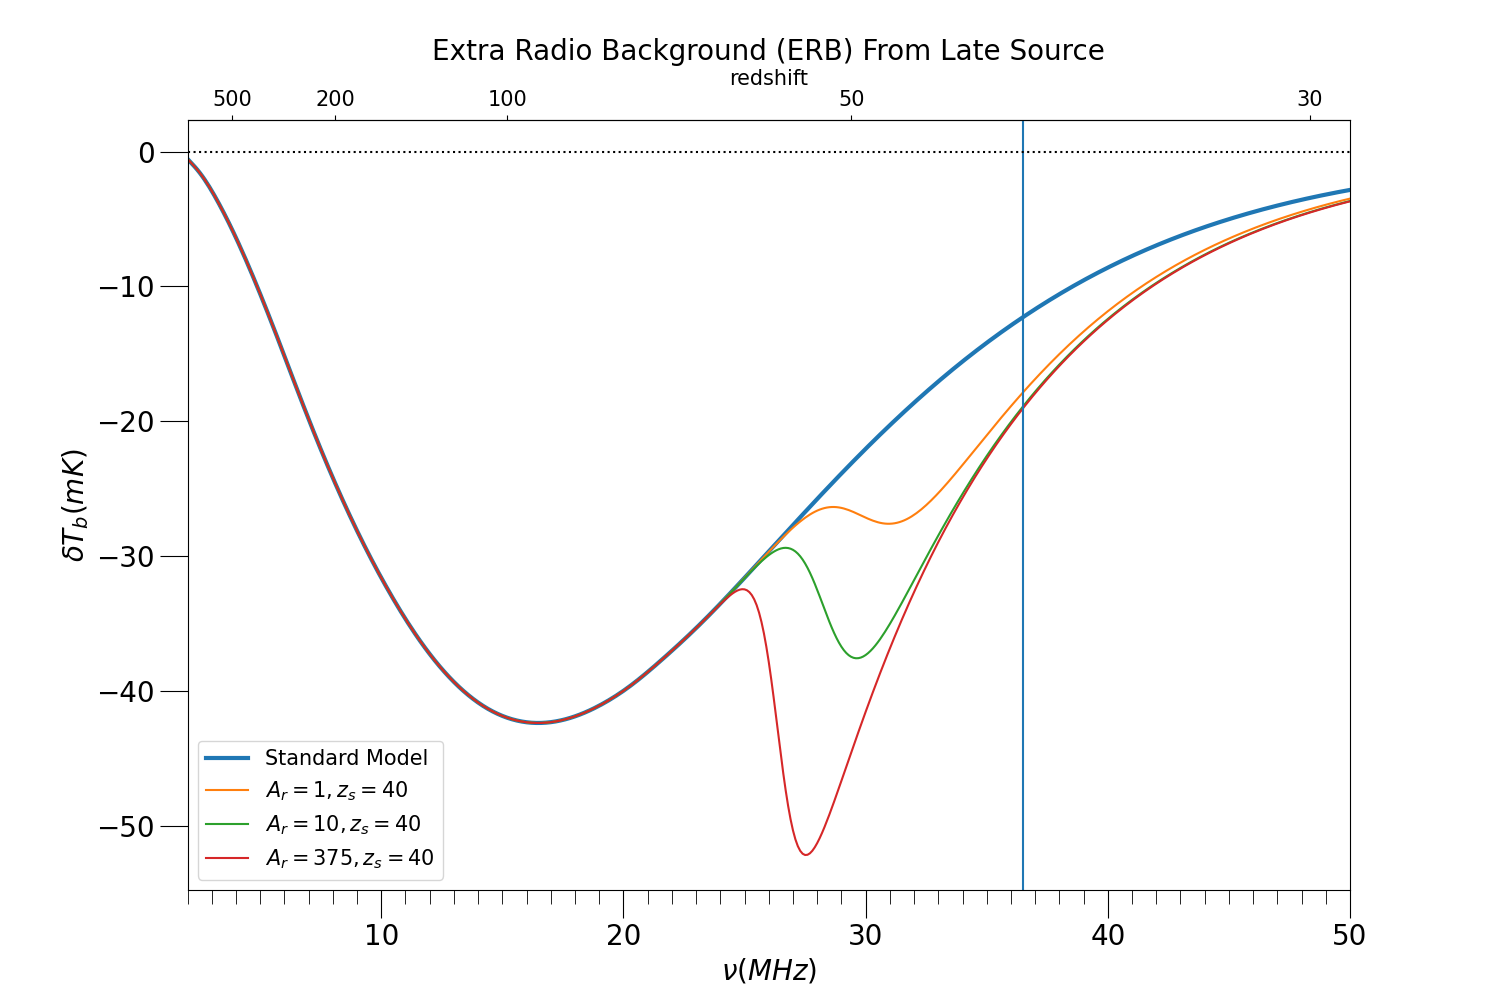 Extra Radio Background (ERB) From Late Source
redshift
500 200 100 50 30
0
−10
−20
−30
−40
−50
δT_b(mK)
Standard Model
A_r = 1, z_s = 40
A_r = 10, z_s = 40
A_r = 375, z_s = 40
10 20 30 40 50
ν(MHz)